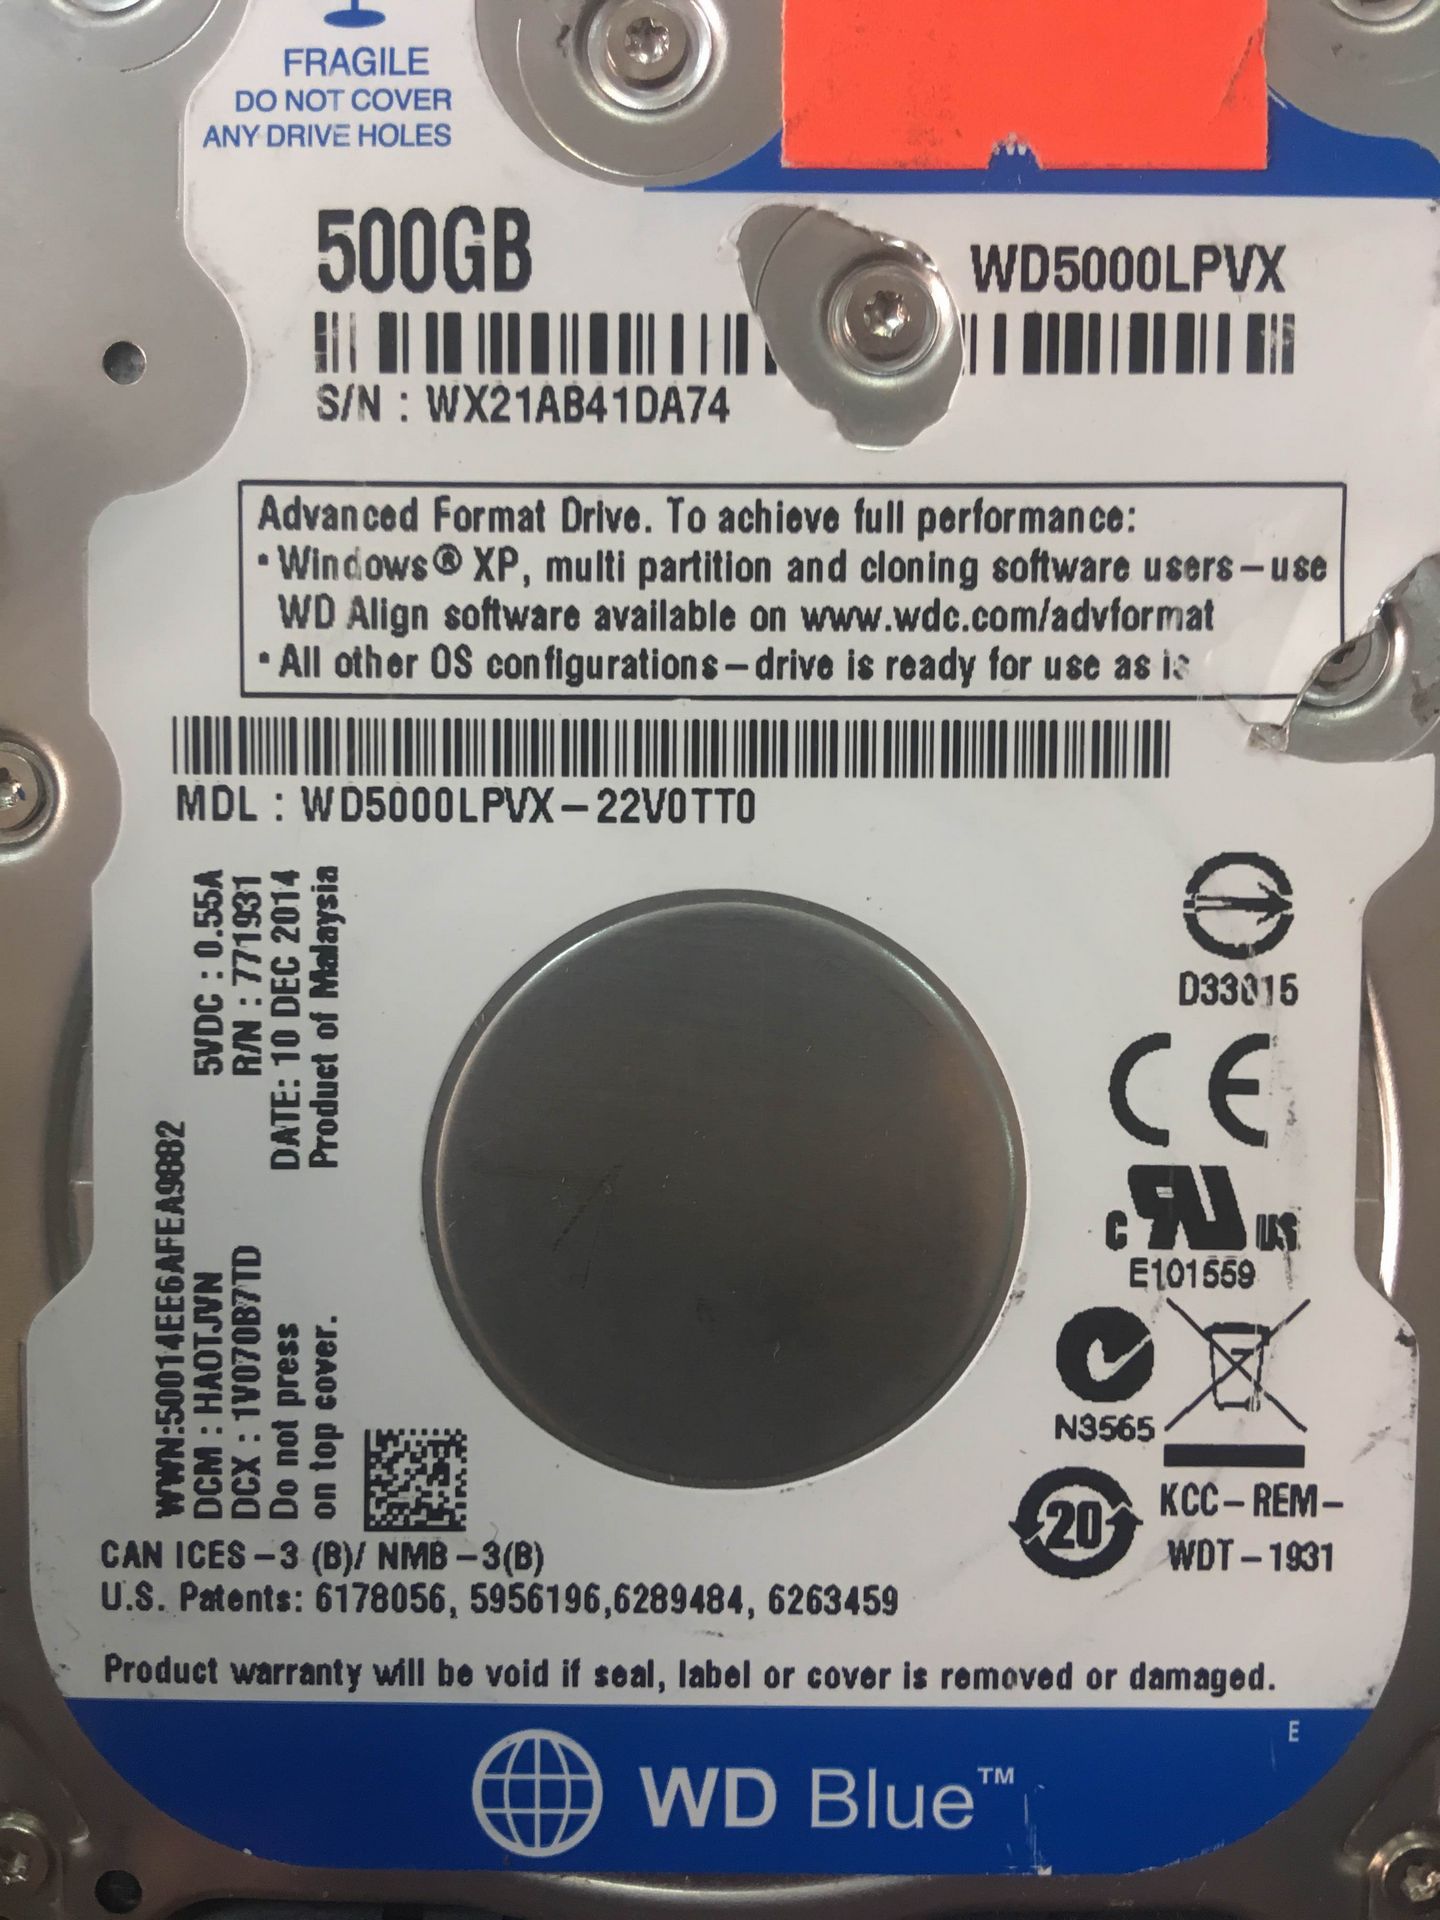 FRAGILE
DO NOT COVER
ANY DRIVE HOLES
500GB
WD5000LPVX
S/N : WX21AB41DA74
Advanced Format Drive. To achieve full performance:
• Windows® XP, multi partition and cloning software users – use
WD Align software available on www.wdc.com/advformat
• All other OS configurations – drive is ready for use as is
MDL : WD5000LPVX – 22V0TT0
5VDC : 0.55A
R/N : 771931
DATE: 10 DEC 2014
Product of Malaysia
WWN:50014EE6AFEA9882
DCM : HAOTJVN
DCX : 1V070B7TD
Do not press
on top cover.
D33015
CE
c RU US
E101559
N3565
20
KCC – REM –
WDT – 1931
CAN ICES – 3 (B)/ NMB – 3(B)
U.S. Patents: 6178056, 5956196,6289484, 6263459
Product warranty will be void if seal, label or cover is removed or damaged.
E
WD Blue™